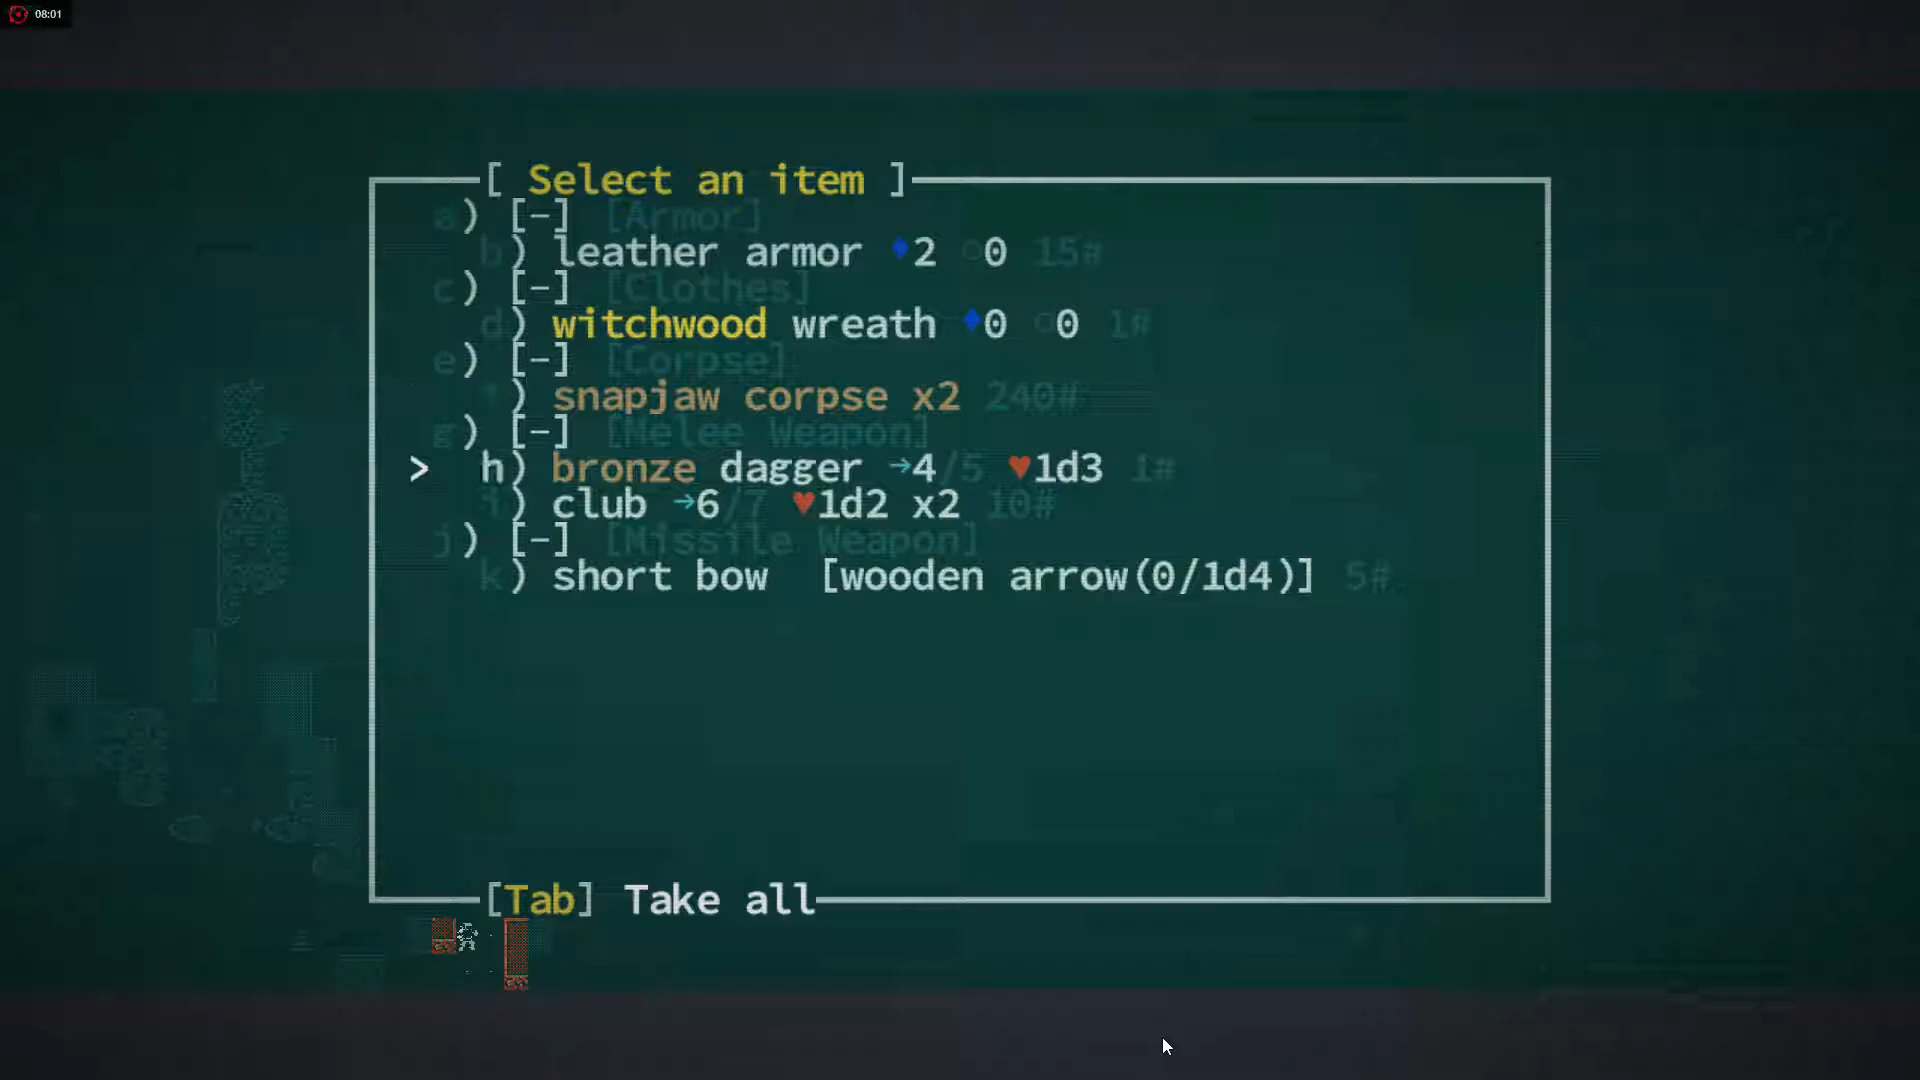 08:01
[ Select an item ]
a) [-] [Armor]
b) leather armor ♦2 ○0 15#
c) [-] [Clothes]
d) witchwood wreath ♦0 ○0 1#
e) [-] [Corpse]
f) snapjaw corpse x2 240#
g) [-] [Melee Weapon]
> h) bronze dagger →4/5 ♥1d3 1#
i) club →6/7 ♥1d2 x2 10#
j) [-] [Missile Weapon]
k) short bow [wooden arrow(0/1d4)] 5#
[Tab] Take all